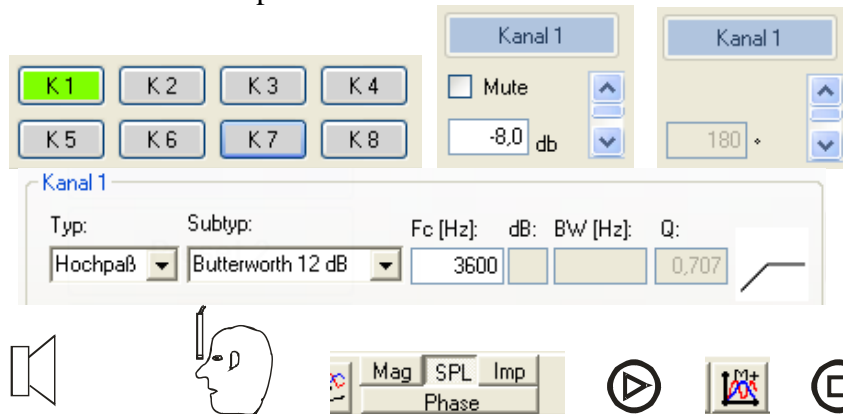 Kanal 1
Kanal 1
K 1 K 2 K 3 K 4
Mute
K 5 K 6 K 7 K 8
-8,0 db
180 °
Kanal 1
Typ: Subtyp: Fc [Hz]: dB: BW [Hz]: Q:
Hochpaß Butterworth 12 dB 3600 0,707
Mag SPL Imp
Phase
M+